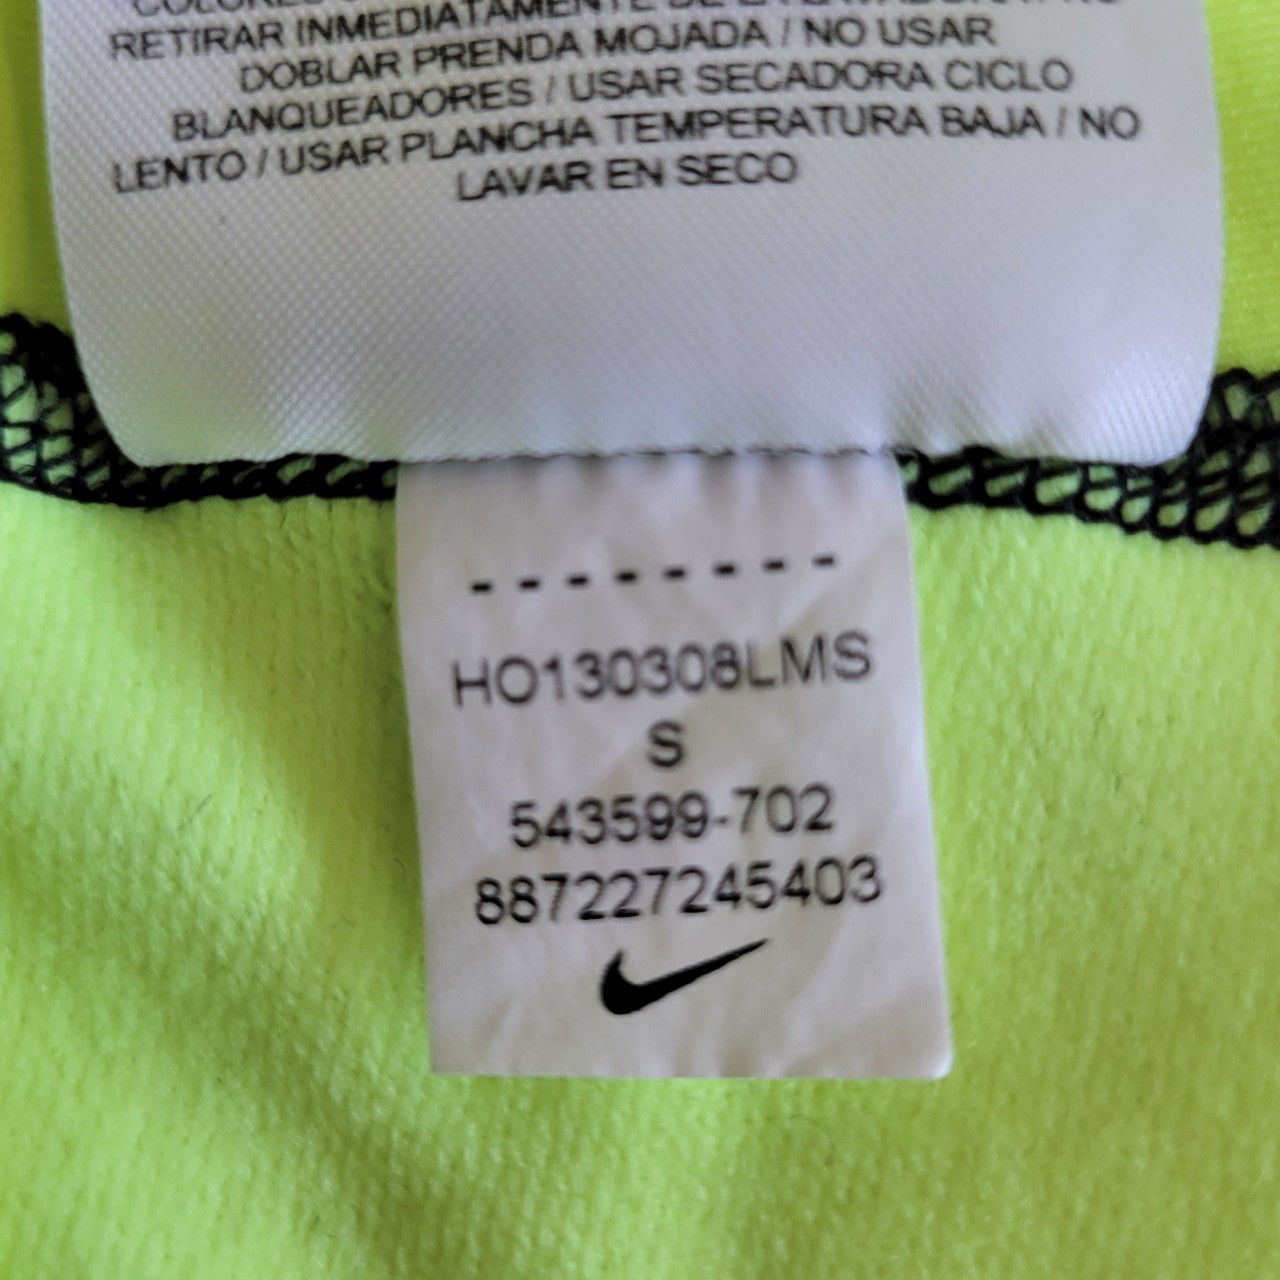 RETIRAR INMEDIATAMENTE DE
DOBLAR PRENDA MOJADA / NO USAR
BLANQUEADORES / USAR SECADORA CICLO
LENTO / USAR PLANCHA TEMPERATURA BAJA / NO
LAVAR EN SECO
- - - - - - - -
HO130308LMS
S
543599-702
887227245403